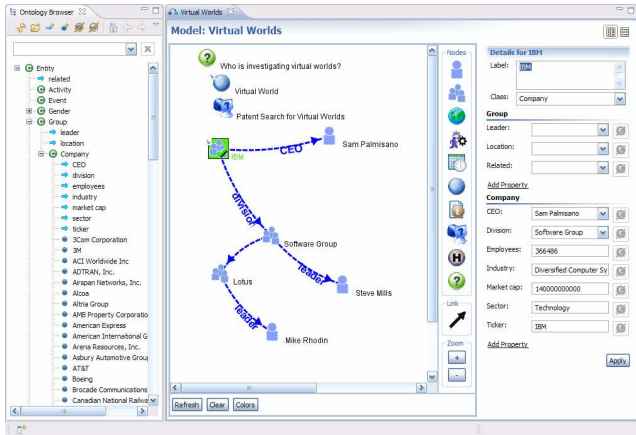 Ontology Browser
Entity
related
Activity
Event
Gender
Group
leader
location
Company
CEO
division
employees
industry
market cap
sector
ticker
3Com Corporation
3M
ACI Worldwide Inc
ADTRAN, Inc.
Airspan Networks, Inc.
Alcoa
Altria Group
AMB Property Corporatio
American Express
American International G
Arena Resources, Inc.
Asbury Automotive Group
AT&T
Boeing
Brocade Communications
Canadian National Railwa
Virtual Worlds
Model: Virtual Worlds
Who is investigating virtual worlds?
Virtual World
Patent Search for Virtual Worlds
IBM
CEO
Sam Palmisano
division
Software Group
leader
Lotus
Steve Mills
leader
Mike Rhodin
Refresh Clear Colors
Nodes
H
?
Link
Zoom
+
-
Details for IBM
Label: IBM
Class: Company
Group
Leader:
Location:
Related:
Add Property
Company
CEO: Sam Palmisano
Division: Software Group
Employees: 366486
Industry: Diversified Computer Sy
Market cap: 140000000000
Sector: Technology
Ticker: IBM
Add Property
Apply